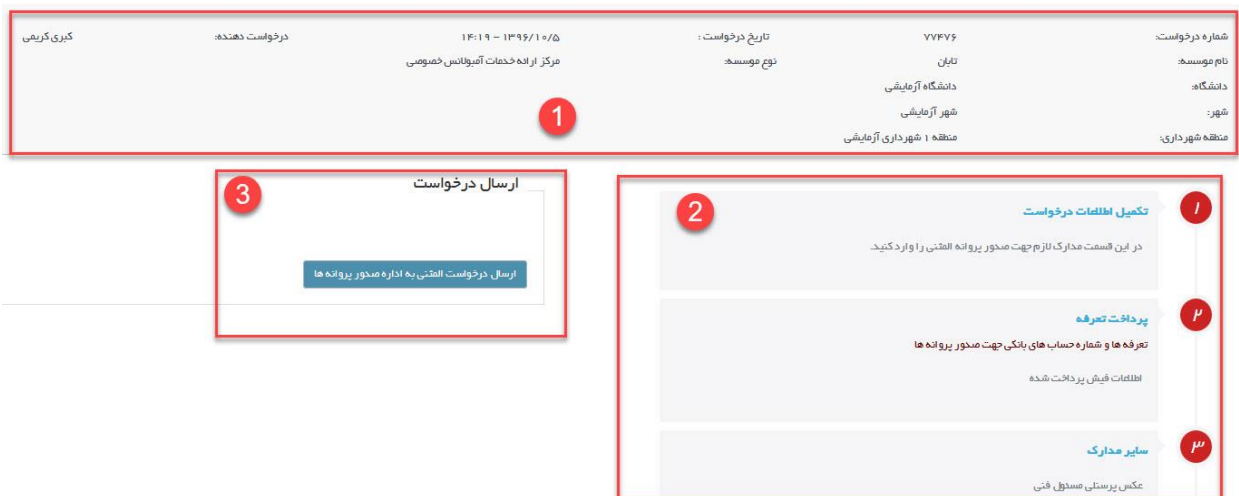 شماره درخواست: ۷۷۴۷۶ تاریخ درخواست : ۱۳۹۶/۱۰/۵ – ۱۴:۱۹ درخواست دهنده: کبری کریمی
نام موسسه: تابان نوع موسسه: مرکز ارائه خدمات آمبولانس خصوصی
دانشگاه: دانشگاه آزمایشی
شهر: شهر آزمایشی
منطقه شهرداری: منطقه ۱ شهرداری آزمایشی
1
2
۱
تکمیل اطلاعات درخواست
در این قسمت مدارک لازم جهت صدور پروانه المثنی را وارد کنید.
۲
پرداخت تعرفه
تعرفه ها و شماره حساب های بانکی جهت صدور پروانه ها
اطلاعات فیش پرداخت شده
۳
سایر مدارک
عکس پرسنلی مسئول فنی
3
ارسال درخواست
ارسال درخواست المثنی به اداره صدور پروانه ها